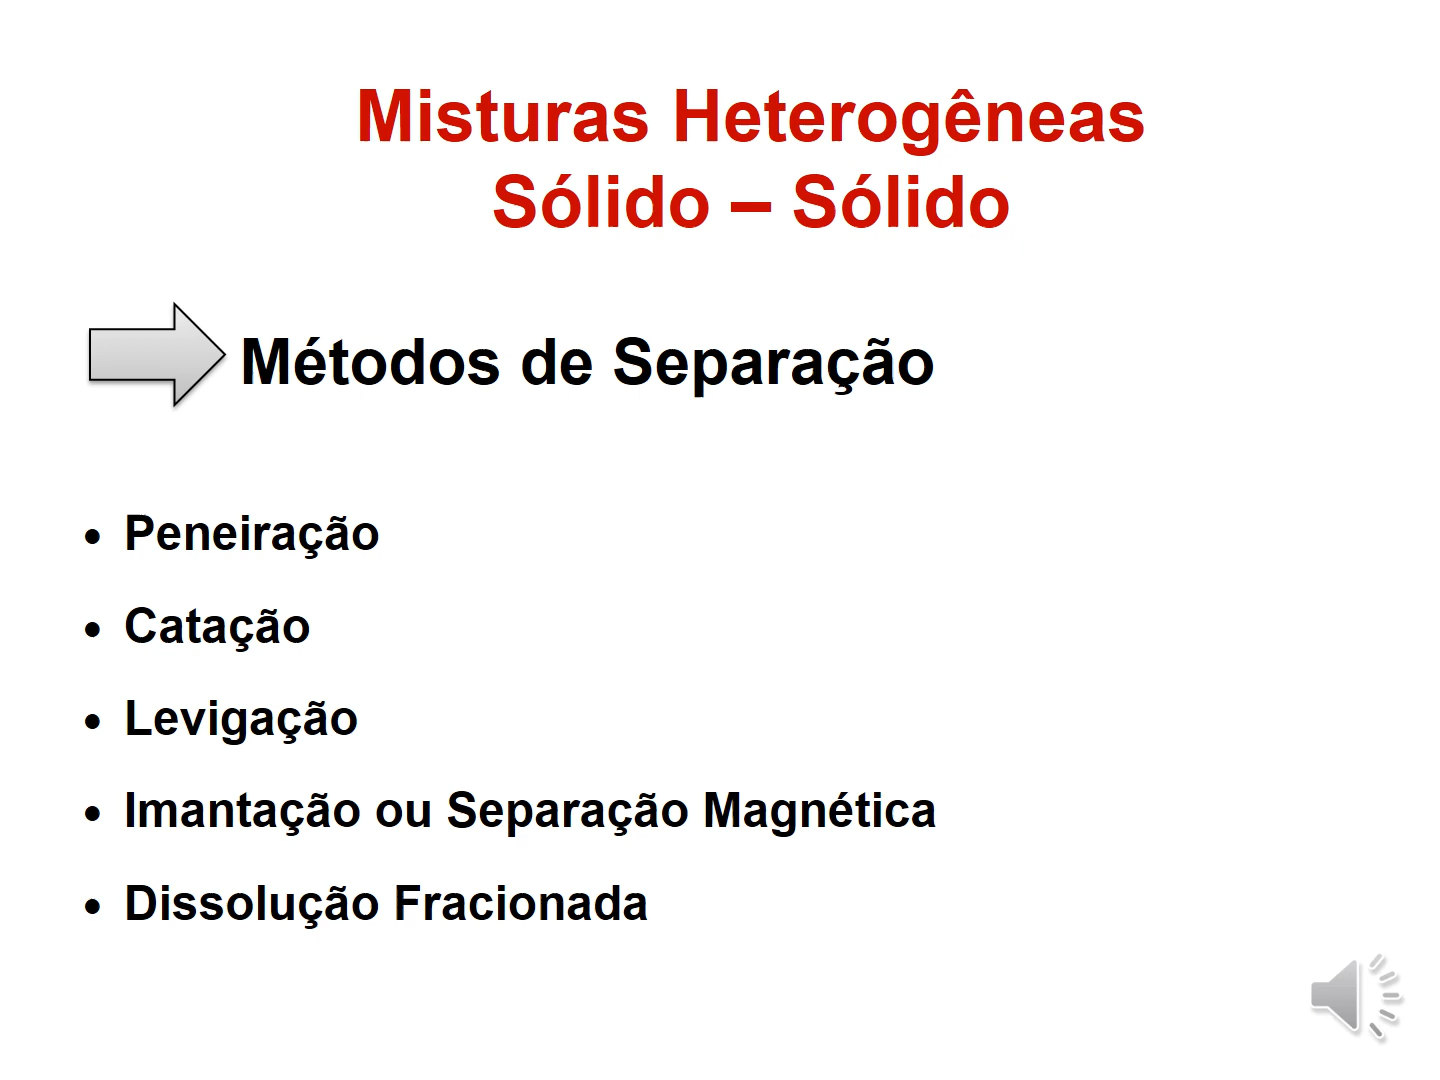 Misturas Heterogêneas
Sólido – Sólido
Métodos de Separação
• Peneiração
• Catação
• Levigação
• Imantação ou Separação Magnética
• Dissolução Fracionada